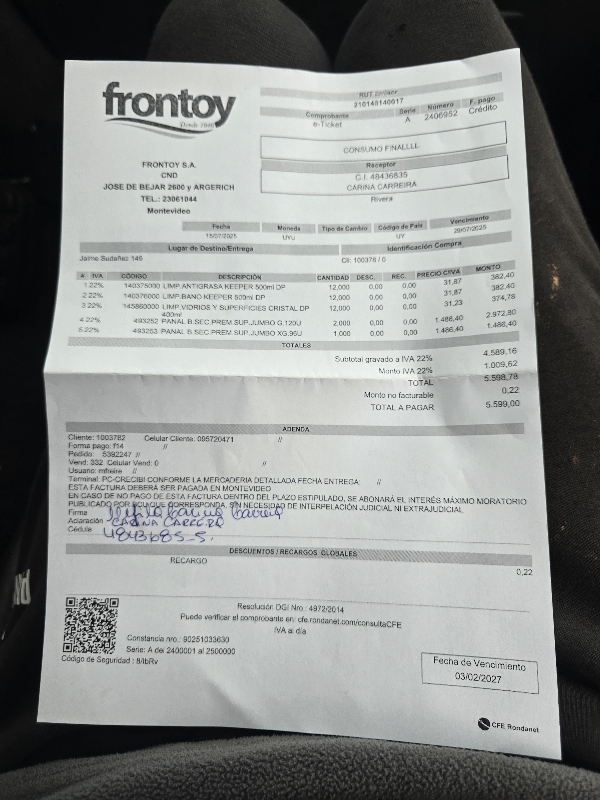 frontoy
Desde 1940
FRONTOY S.A.
CND
JOSE DE BEJAR 2600 y ARGERICH
TEL.: 23061044
Montevideo
RUT Emisor
210148140017
Comprobante Serie Número F. pago
e-Ticket A 2406952 Crédito
CONSUMO FINALLLL
Receptor
C.I. 48436835
CARINA CARREIRA
Rivera
Fecha Moneda Tipo de Cambio Código de País Vencimiento
15/07/2025 UYU UY 29/07/2025
Lugar de Destino/Entrega Identificación Compra
Jaime Sudañez 146 Cli: 100378 / 0
# IVA CÓDIGO DESCRIPCIÓN CANTIDAD DESC. REC. PRECIO C/IVA MONTO
1.22% 140375000 LIMP.ANTIGRASA KEEPER 500ml DP 12,000 0,00 0,00 31,87 382,40
2.22% 140376000 LIMP.BANO KEEPER 500ml DP 12,000 0,00 0,00 31,87 382,40
3.22% 145860000 LIMP.VIDRIOS Y SUPERFICIES CRISTAL DP 12,000 0,00 0,00 31,23 374,78
400ml
4.22% 493252 PANAL B.SEC.PREM.SUP.JUMBO G.120U 2,000 0,00 0,00 1.486,40 2.972,80
5.22% 493253 PANAL B.SEC.PREM.SUP.JUMBO XG.96U 1,000 0,00 0,00 1.486,40 1.486,40
TOTALES
Subtotal gravado a IVA 22% 4.589,16
Monto IVA 22% 1.009,62
TOTAL 5.598,78
Monto no facturable 0,22
TOTAL A PAGAR 5.599,00
ADENDA
Cliente: 1003782 Celular Cliente: 095720471 //
Forma pago: f14
Pedido 5392247 //
Vend: 332 Celular Vend: 0 //
Usuario: mfreire //
Terminal: PC-CRECIBI CONFORME LA MERCADERIA DETALLADA FECHA ENTREGA: //
ESTA FACTURA DEBERÁ SER PAGADA EN MONTEVIDEO
EN CASO DE NO PAGO DE ESTA FACTURA DENTRO DEL PLAZO ESTIPULADO, SE ABONARÁ EL INTERÉS MÁXIMO MORATORIO
PUBLICADO POR EL QUE CORRESPONDA, SIN NECESIDAD DE INTERPELACIÓN JUDICIAL NI EXTRAJUDICIAL
Firma Carina Carreira
Aclaración CARINA CARREIRA
Cédula 4843685-5.
DESCUENTOS / RECARGOS GLOBALES
RECARGO 0,22
Resolución DGI Nro.: 4972/2014
Puede verificar el comprobante en: cfe.rondanet.com/consultaCFE
IVA al día
Constancia nro.: 90251033630
Serie: A del 2400001 al 2500000
Código de Seguridad : 8/lbRv
Fecha de Vencimiento
03/02/2027
CFE Rondanet